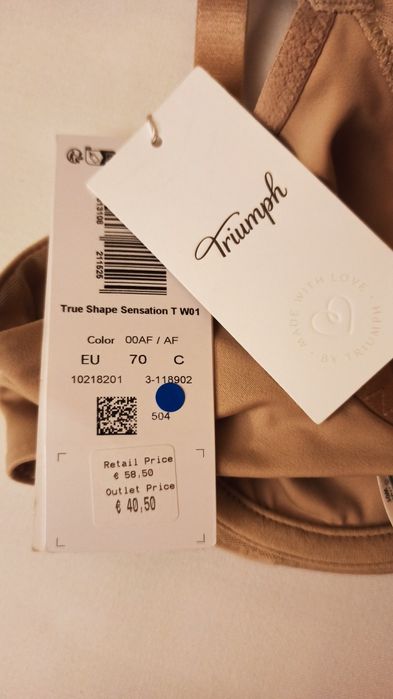 Triumph
MADE WITH LOVE • BY TRIUMPH •
211626
True Shape Sensation T W01
Color 00AF / AF
EU 70 C
10218201 3-118902
504
Retail Price
€ 58,50
Outlet Price
€ 40,50